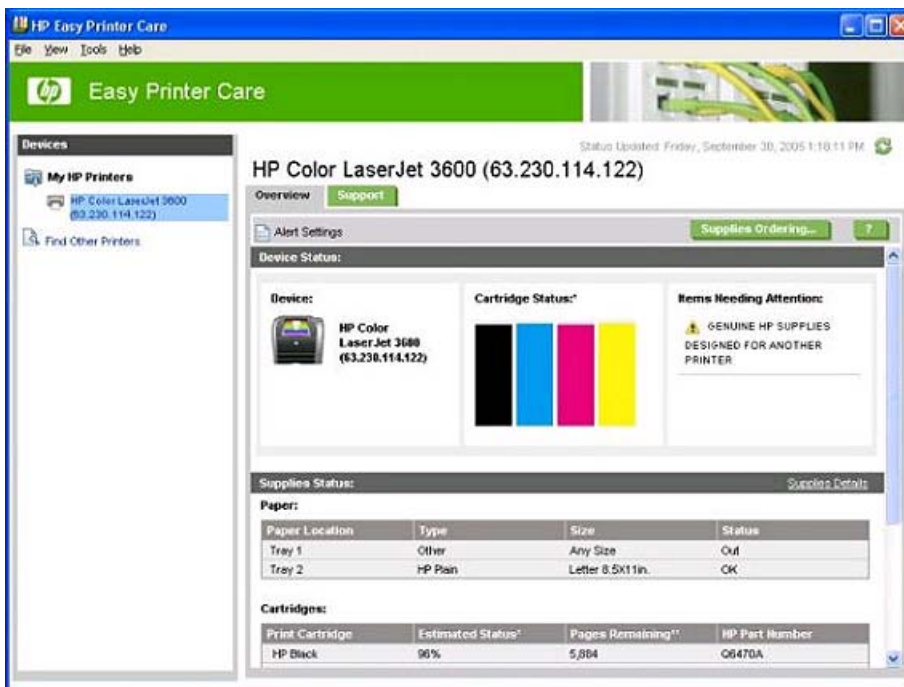 HP Easy Printer Care
File View Tools Help
hp Easy Printer Care
Devices
My HP Printers
HP Color LaserJet 3600
(63.230.114.122)
Find Other Printers
Status Updated: Friday, September 30, 2005 1:18:11 PM
HP Color LaserJet 3600 (63.230.114.122)
Overview Support
Alert Settings Supplies Ordering... ?
Device Status:
Device:
HP Color
LaserJet 3600
(63.230.114.122)
Cartridge Status:*
Items Needing Attention:
GENUINE HP SUPPLIES
DESIGNED FOR ANOTHER
PRINTER
Supplies Status: Supplies Details
Paper:
Paper Location Type Size Status
Tray 1 Other Any Size Out
Tray 2 HP Plain Letter 8.5X11in. OK
Cartridges:
Print Cartridge Estimated Status* Pages Remaining** HP Part Number
HP Black 96% 5,884 Q6470A